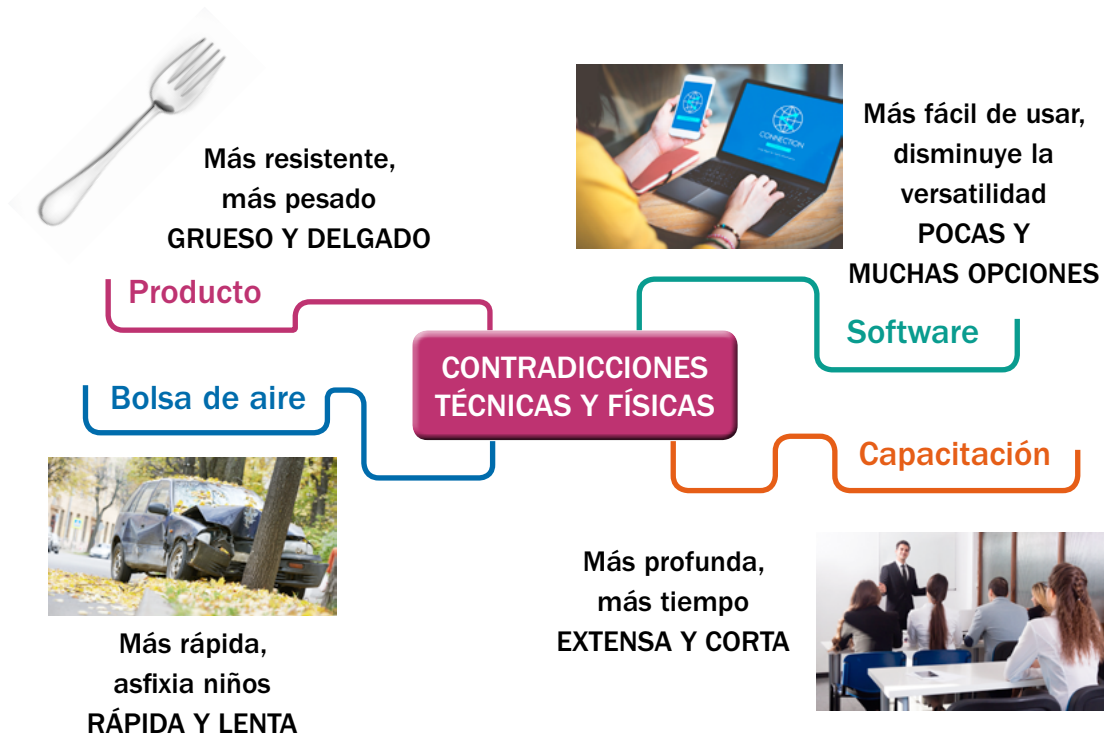 Más resistente,
más pesado
GRUESO Y DELGADO
Producto
CONNECTION
Más fácil de usar,
disminuye la
versatilidad
POCAS Y
MUCHAS OPCIONES
Software
CONTRADICCIONES
TÉCNICAS Y FÍSICAS
Bolsa de aire
Más rápida,
asfixia niños
RÁPIDA Y LENTA
Capacitación
Más profunda,
más tiempo
EXTENSA Y CORTA